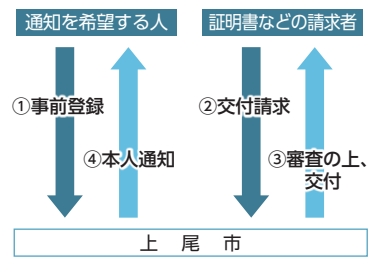 通知を希望する人
証明書などの請求者
①事前登録
②交付請求
④本人通知
③審査の上、
交付
上尾市